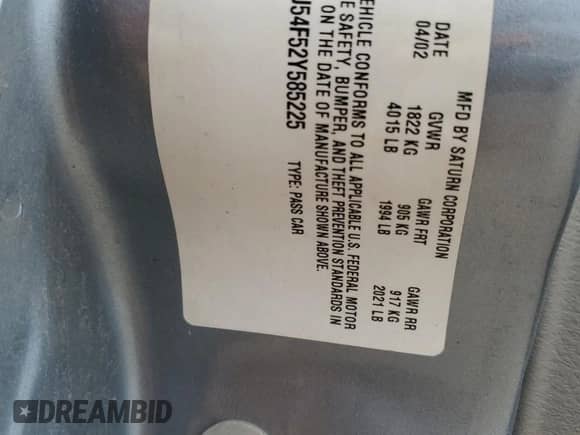 MFD BY SATURN CORPORATION
DATE GVWR GAWR FRT GAWR RR
04/02 1822 KG 905 KG 917 KG
4015 LB 1994 LB 2021 LB
VEHICLE CONFORMS TO ALL APPLICABLE U.S. FEDERAL MOTOR
SAFETY, BUMPER, AND THEFT PREVENTION STANDARDS IN
ON THE DATE OF MANUFACTURE SHOWN ABOVE.
J54F52Y585225 TYPE: PASS CAR
DREAMBID